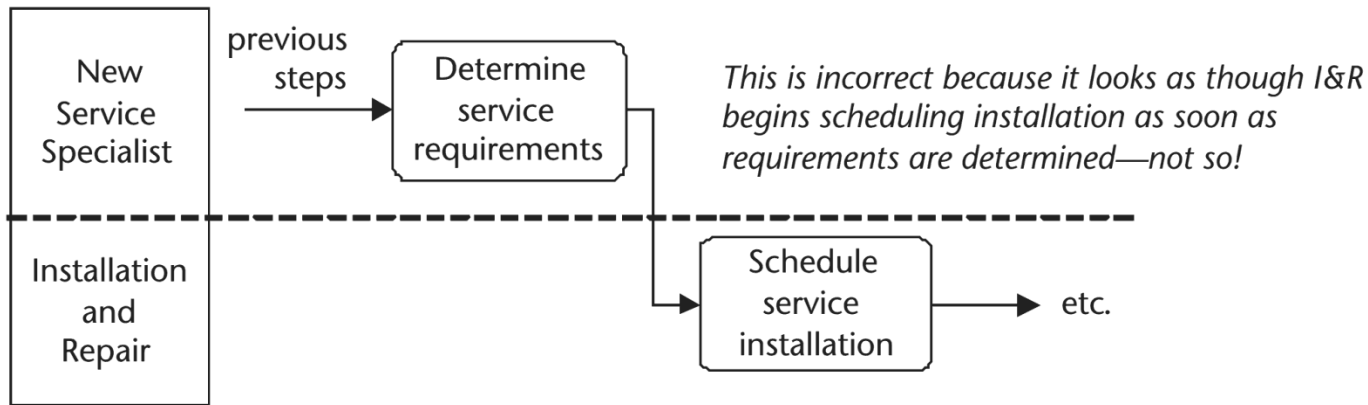 New
Service
Specialist
previous
steps
Determine
service
requirements
This is incorrect because it looks as though I&R
begins scheduling installation as soon as
requirements are determined—not so!
Installation
and
Repair
Schedule
service
installation
etc.